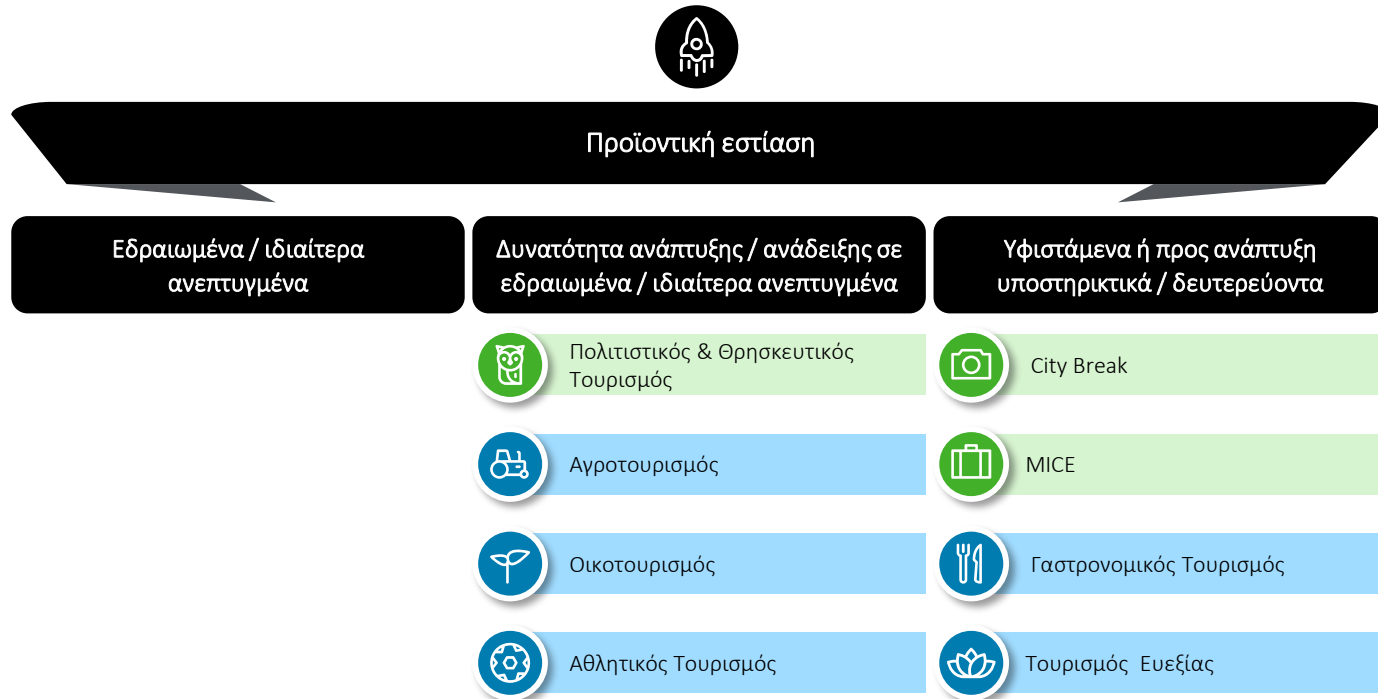 Προϊοντική εστίαση
Εδραιωμένα / ιδιαίτερα
ανεπτυγμένα
Δυνατότητα ανάπτυξης / ανάδειξης σε
εδραιωμένα / ιδιαίτερα ανεπτυγμένα
Υφιστάμενα ή προς ανάπτυξη
υποστηρικτικά / δευτερεύοντα
Πολιτιστικός & Θρησκευτικός
Τουρισμός
City Break
Αγροτουρισμός
MICE
Οικοτουρισμός
Γαστρονομικός Τουρισμός
Αθλητικός Τουρισμός
Τουρισμός Ευεξίας